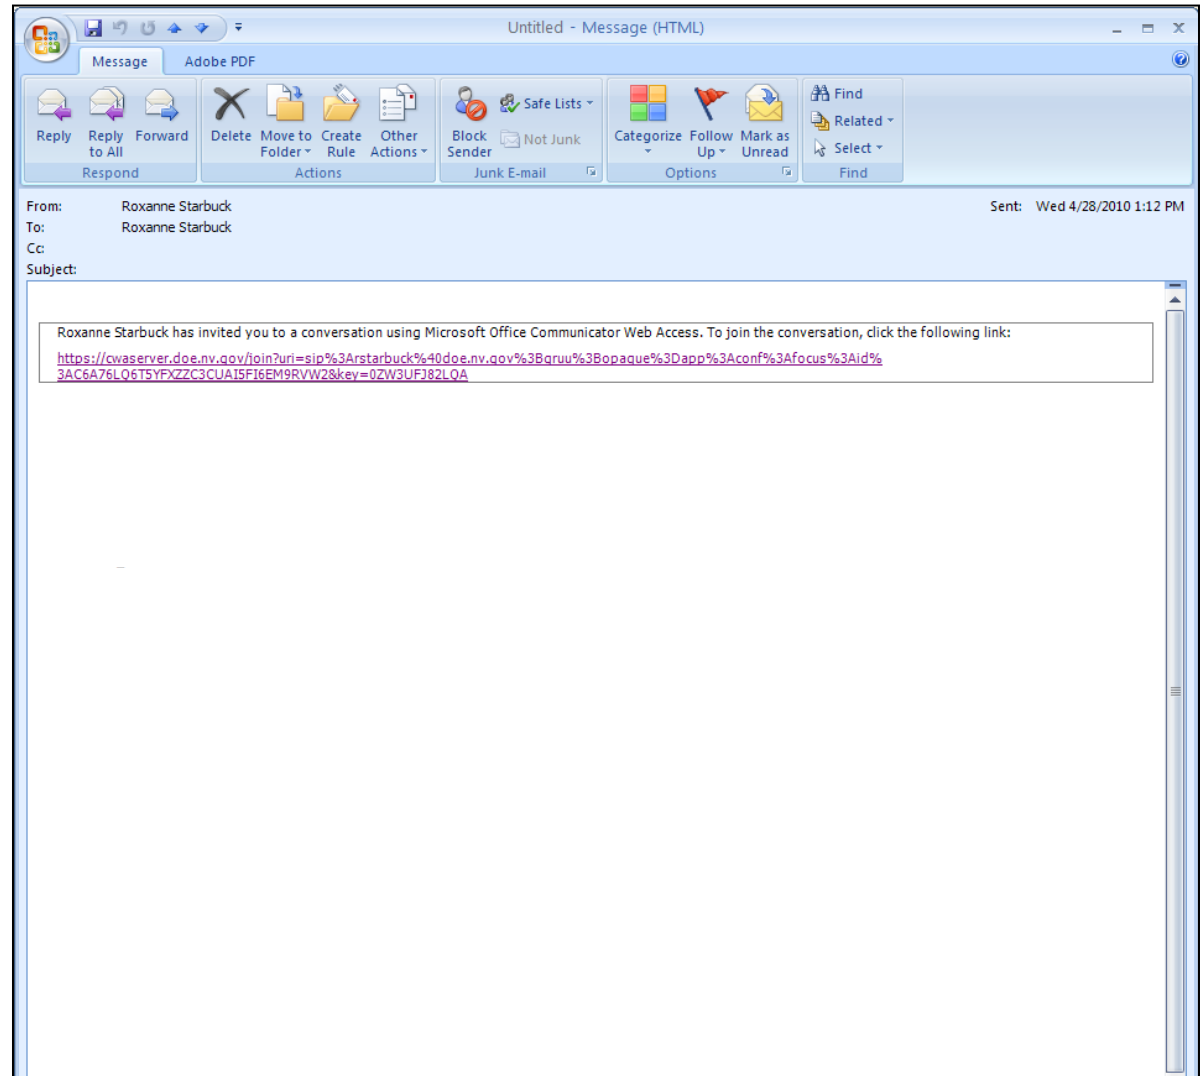 Untitled - Message (HTML)
Message Adobe PDF
Reply Reply to All Forward Delete Move to Folder Create Rule Other Actions Block Sender Safe Lists Not Junk Categorize Follow Up Mark as Unread Find Related Select
Respond Actions Junk E-mail Options Find
From: Roxanne Starbuck Sent: Wed 4/28/2010 1:12 PM
To: Roxanne Starbuck
Cc:
Subject:
Roxanne Starbuck has invited you to a conversation using Microsoft Office Communicator Web Access. To join the conversation, click the following link:
https://cwaserver.doe.nv.gov/join?uri=sip%3Arstarbuck%40doe.nv.gov%3Bgruu%3Bopaque%3Dapp%3Aconf%3Afocus%3Aid%
3AC6A76LQ6T5YFXZZC3CUAI5FI6EM9RVW2&key=0ZW3UFJ82LQA